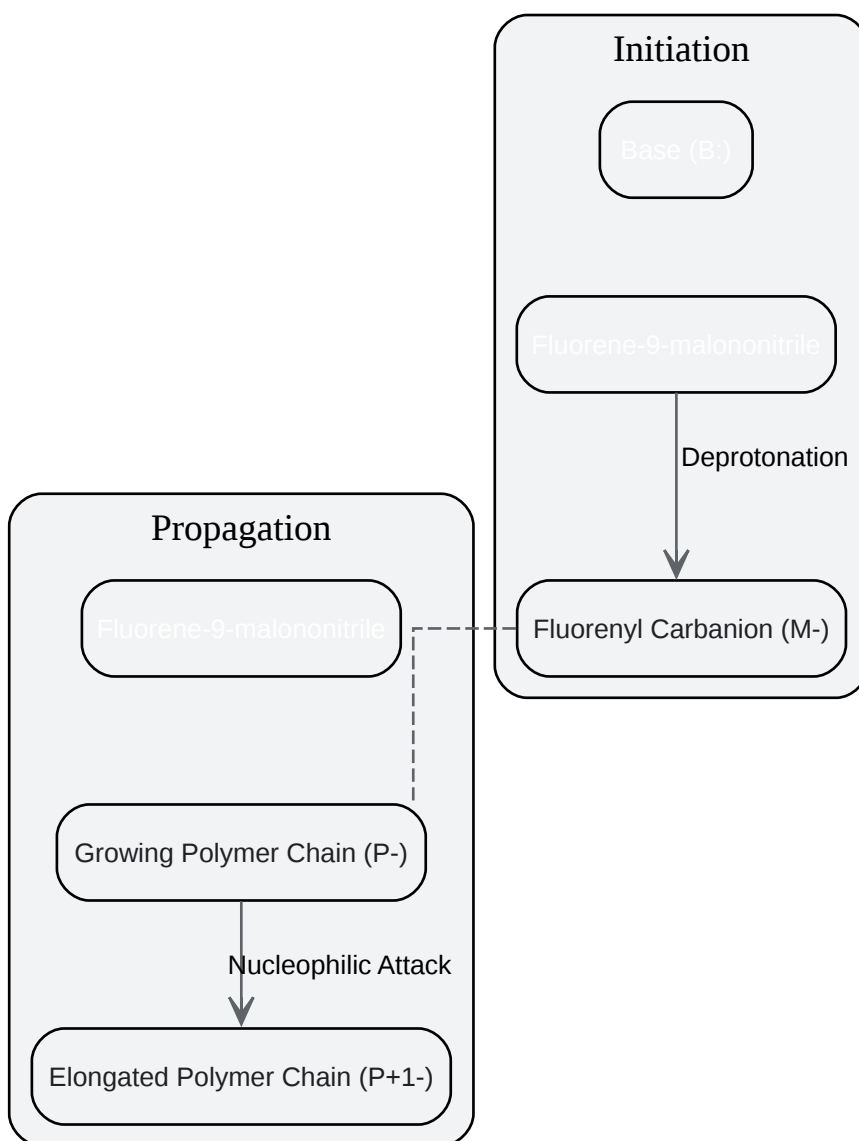 Initiation
Base (B:)
Fluorene-9-malononitrile
Deprotonation
Fluorenyl Carbanion (M-)
Propagation
Fluorene-9-malononitrile
Growing Polymer Chain (P-)
Nucleophilic Attack
Elongated Polymer Chain (P+1-)